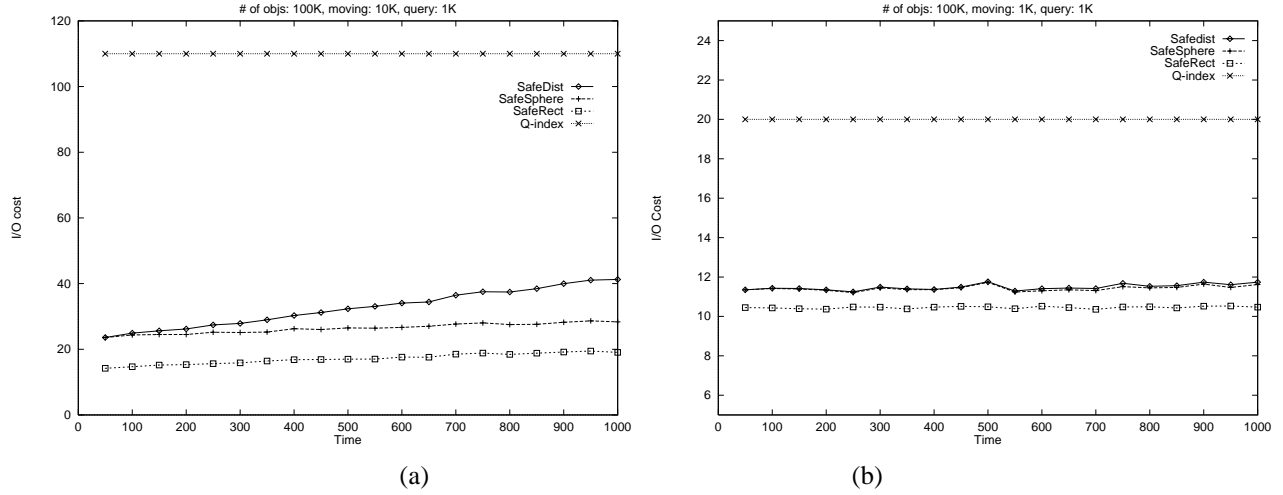 # of objs: 100K, moving: 10K, query: 1K
120
100
80
60
40
20
0
I/O cost
SafeDist
SafeSphere
SafeRect
Q-index
0 100 200 300 400 500 600 700 800 900 1000
Time
(a)
# of objs: 100K, moving: 1K, query: 1K
24
22
20
18
16
14
12
10
8
6
I/O Cost
Safedist
SafeSphere
SafeRect
Q-index
0 100 200 300 400 500 600 700 800 900 1000
Time
(b)